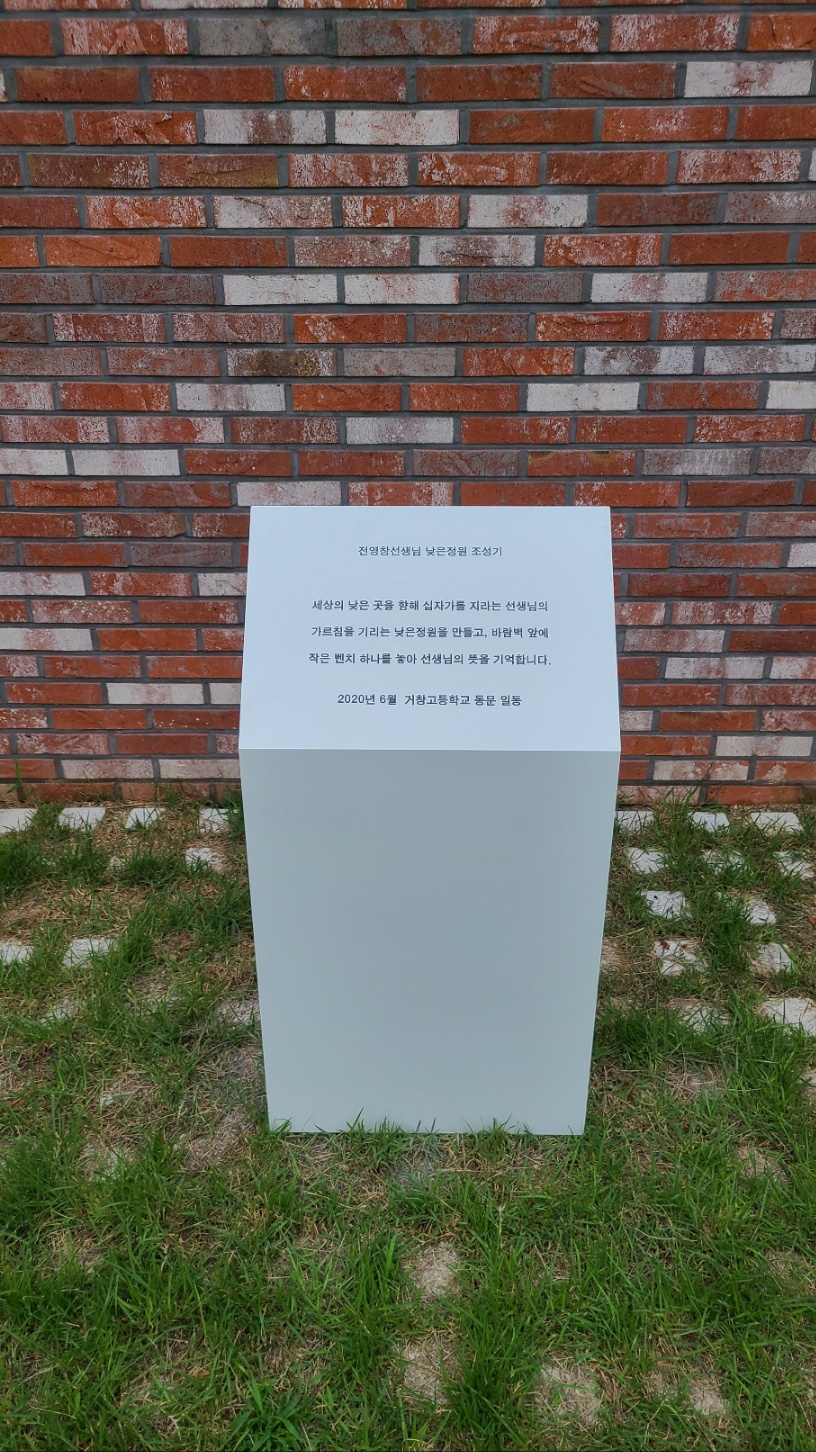 전영창선생님 낮은정원 조성기
세상의 낮은 곳을 향해 십자가를 지라는 선생님의
가르침을 기리는 낮은정원을 만들고, 바람벽 앞에
작은 벤치 하나를 놓아 선생님의 뜻을 기억합니다.
2020년 6월 거창고등학교 동문 일동